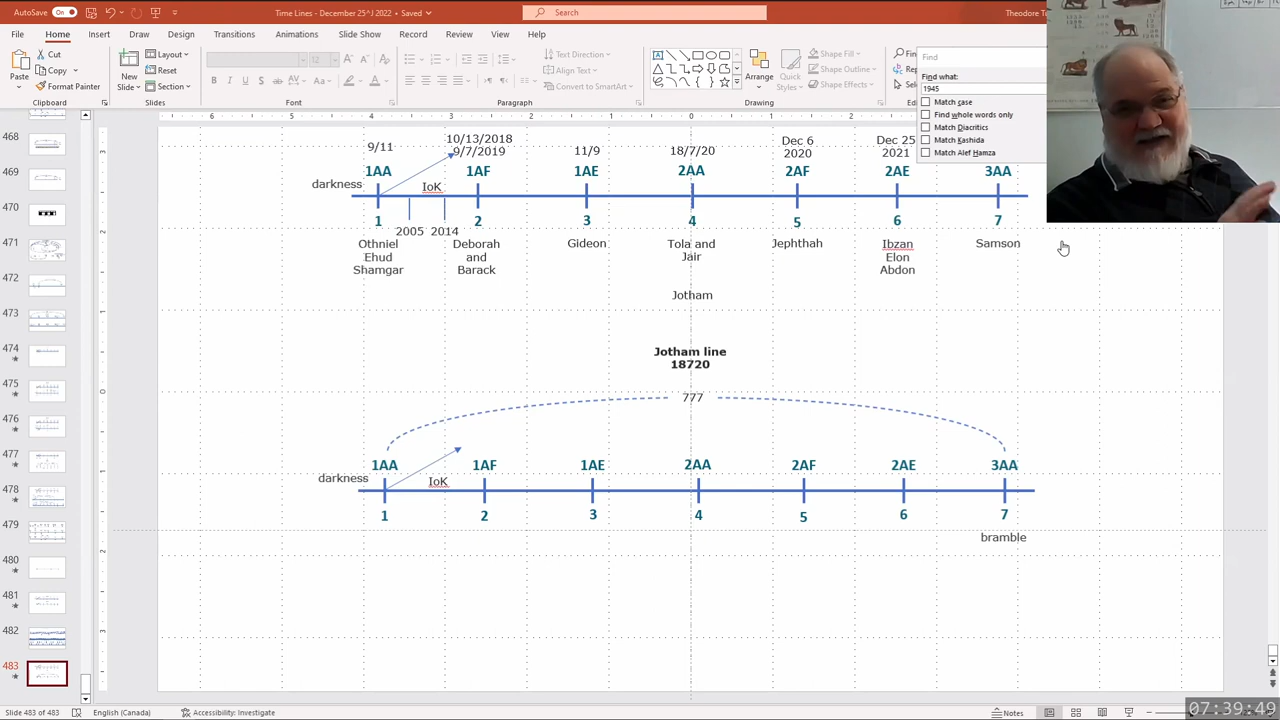 AutoSave On
Time Lines - December 25^J 2022 • Saved
Search
Theodore Tu
File Home Insert Draw Design Transitions Animations Slide Show Record Review View Help
Paste
Cut
Copy
Format Painter
Clipboard
New Slide
Layout
Reset
Section
Slides
Font
Text Direction
Align Text
Convert to SmartArt
Paragraph
Arrange
Quick Styles
Shape Fill
Shape Outline
Shape Effects
Drawing
Find
Find what:
1945
Match case
Find whole words only
Match Diacritics
Match Kashida
Match Alef Hamza
468
469
470
471
472
473
474
475
476
477
478
479
480
481
482
483
9/11
10/13/2018
9/7/2019
11/9
18/7/20
Dec 6
2020
Dec 25
2021
1AA 1AF 1AE 2AA 2AF 2AE 3AA
darkness
IoK
1 2 3 4 5 6 7
2005 2014
Othniel
Ehud
Shamgar
Deborah
and
Barack
Gideon
Tola and
Jair
Jephthah
Ibzan
Elon
Abdon
Samson
Jotham
Jotham line
18720
777
1AA 1AF 1AE 2AA 2AF 2AE 3AA
darkness
IoK
1 2 3 4 5 6 7
bramble
Slide 483 of 483
English (Canada)
Accessibility: Investigate
Notes
07:39:49